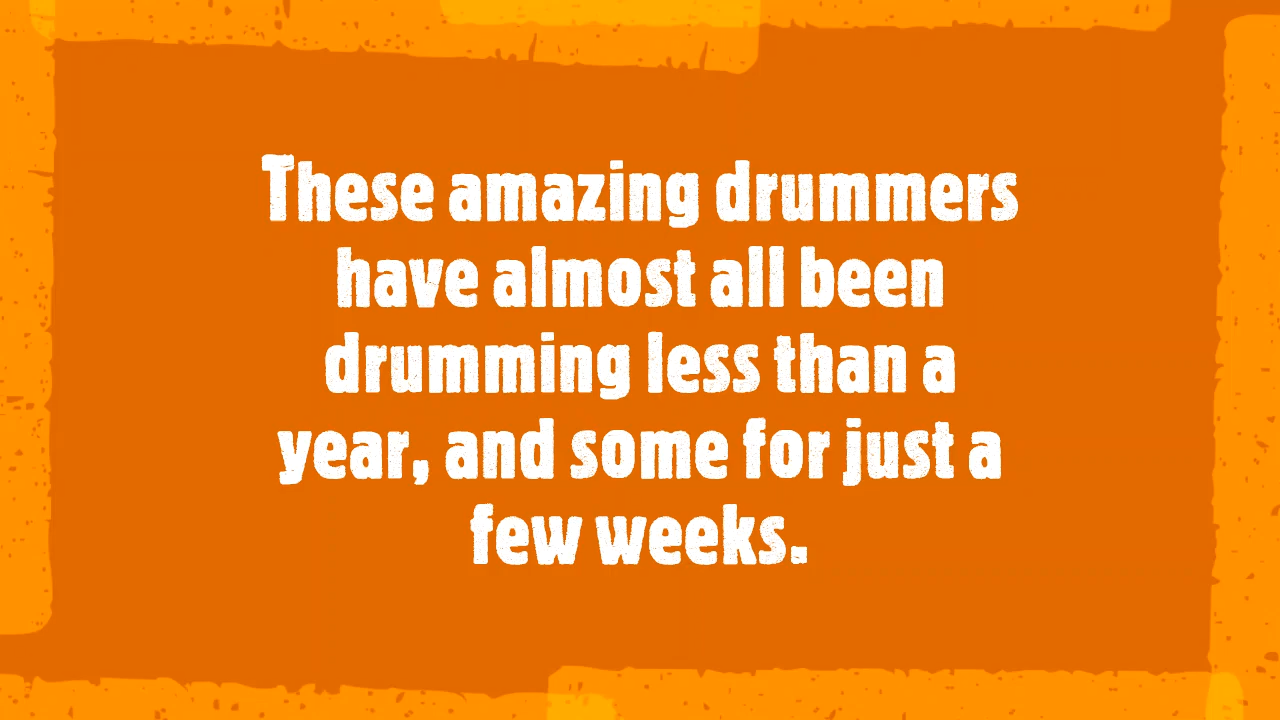 These amazing drummers
have almost all been
drumming less than a
year, and some for just a
few weeks.